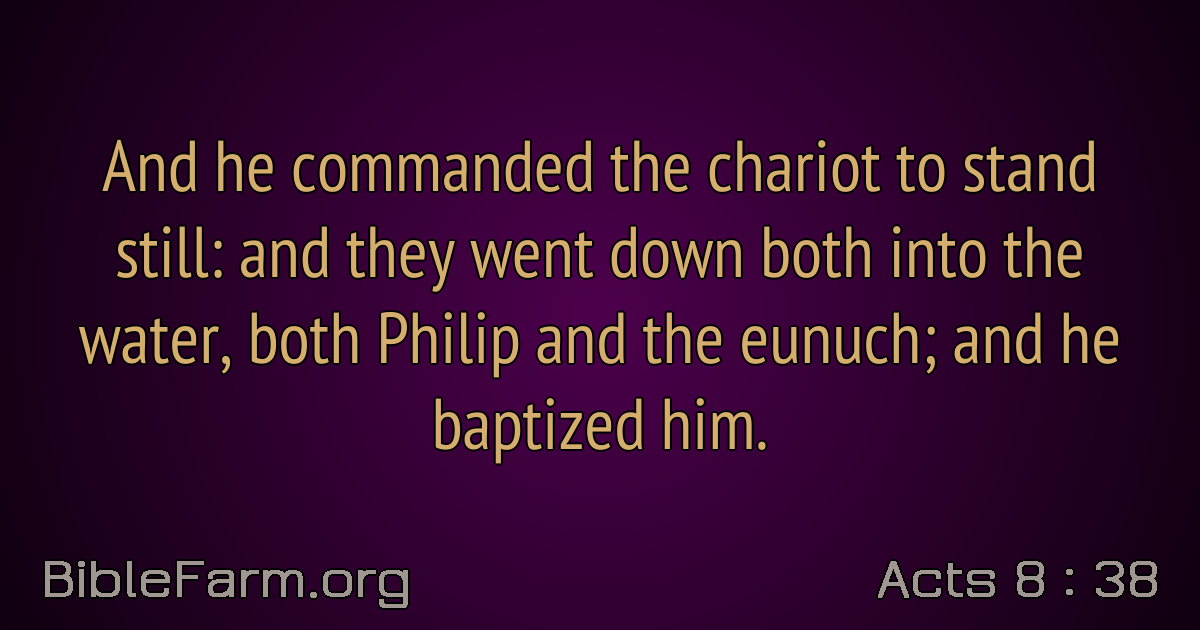 And he commanded the chariot to stand
still: and they went down both into the
water, both Philip and the eunuch; and he
baptized him.
BibleFarm.org
Acts 8 : 38